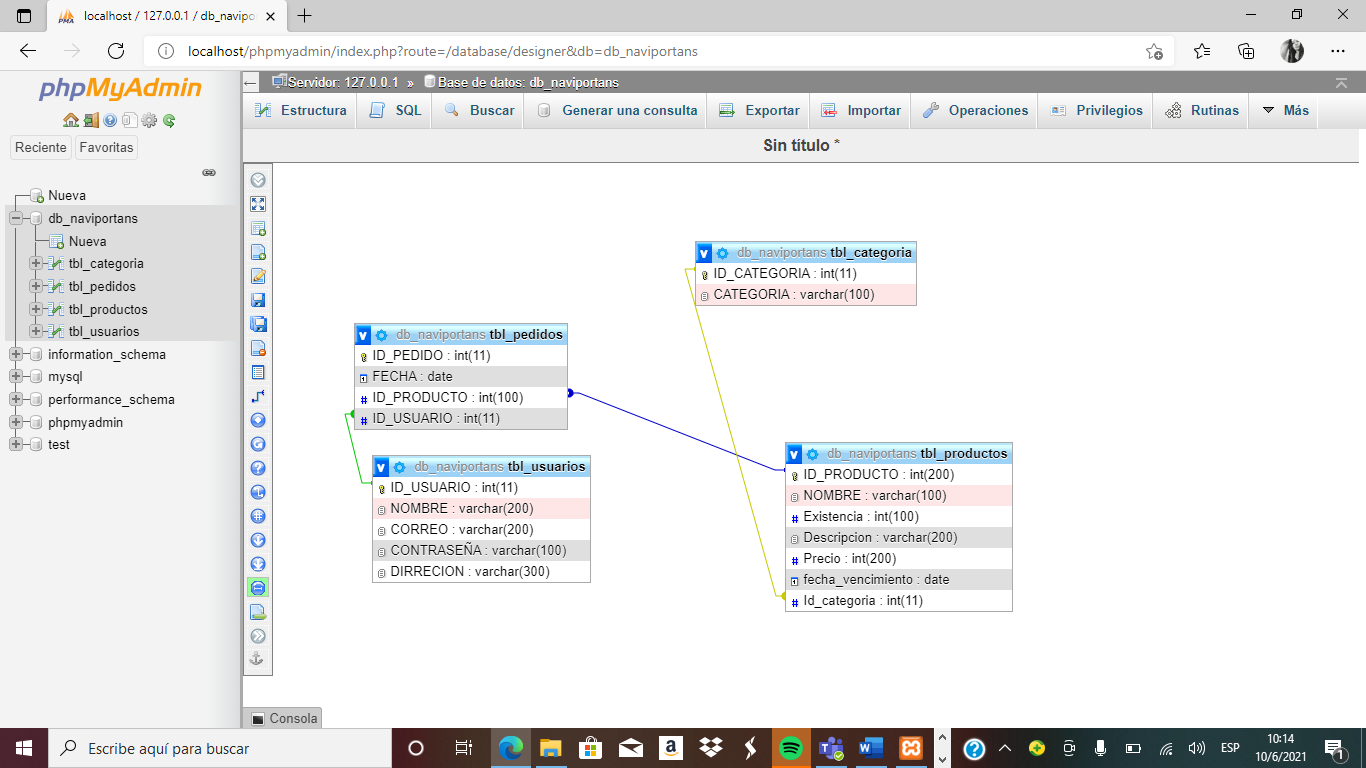 localhost / 127.0.0.1 / db_navipo
localhost/phpmyadmin/index.php?route=/database/designer&db=db_naviportans
phpMyAdmin
Reciente Favoritas
Nueva
db_naviportans
Nueva
tbl_categoria
tbl_pedidos
tbl_productos
tbl_usuarios
information_schema
mysql
performance_schema
phpmyadmin
test
Servidor: 127.0.0.1 » Base de datos: db_naviportans
Estructura SQL Buscar Generar una consulta Exportar Importar Operaciones Privilegios Rutinas Más
Sin título *
db_naviportans tbl_categoria
ID_CATEGORIA : int(11)
CATEGORIA : varchar(100)
db_naviportans tbl_pedidos
ID_PEDIDO : int(11)
FECHA : date
ID_PRODUCTO : int(100)
ID_USUARIO : int(11)
db_naviportans tbl_usuarios
ID_USUARIO : int(11)
NOMBRE : varchar(200)
CORREO : varchar(200)
CONTRASEÑA : varchar(100)
DIRRECION : varchar(300)
db_naviportans tbl_productos
ID_PRODUCTO : int(200)
NOMBRE : varchar(100)
Existencia : int(100)
Descripcion : varchar(200)
Precio : int(200)
fecha_vencimiento : date
Id_categoria : int(11)
Consola
Escribe aquí para buscar
ESP
10:14
10/6/2021
1